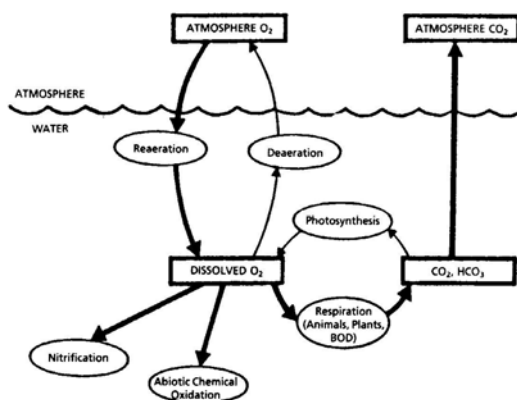 ATMOSPHERE O₂
ATMOSPHERE CO₂
ATMOSPHERE
WATER
Reaeration
Deaeration
Photosynthesis
DISSOLVED O₂
CO₂, HCO₃
Respiration
(Animals, Plants,
BOD)
Nitrification
Abiotic Chemical
Oxidation